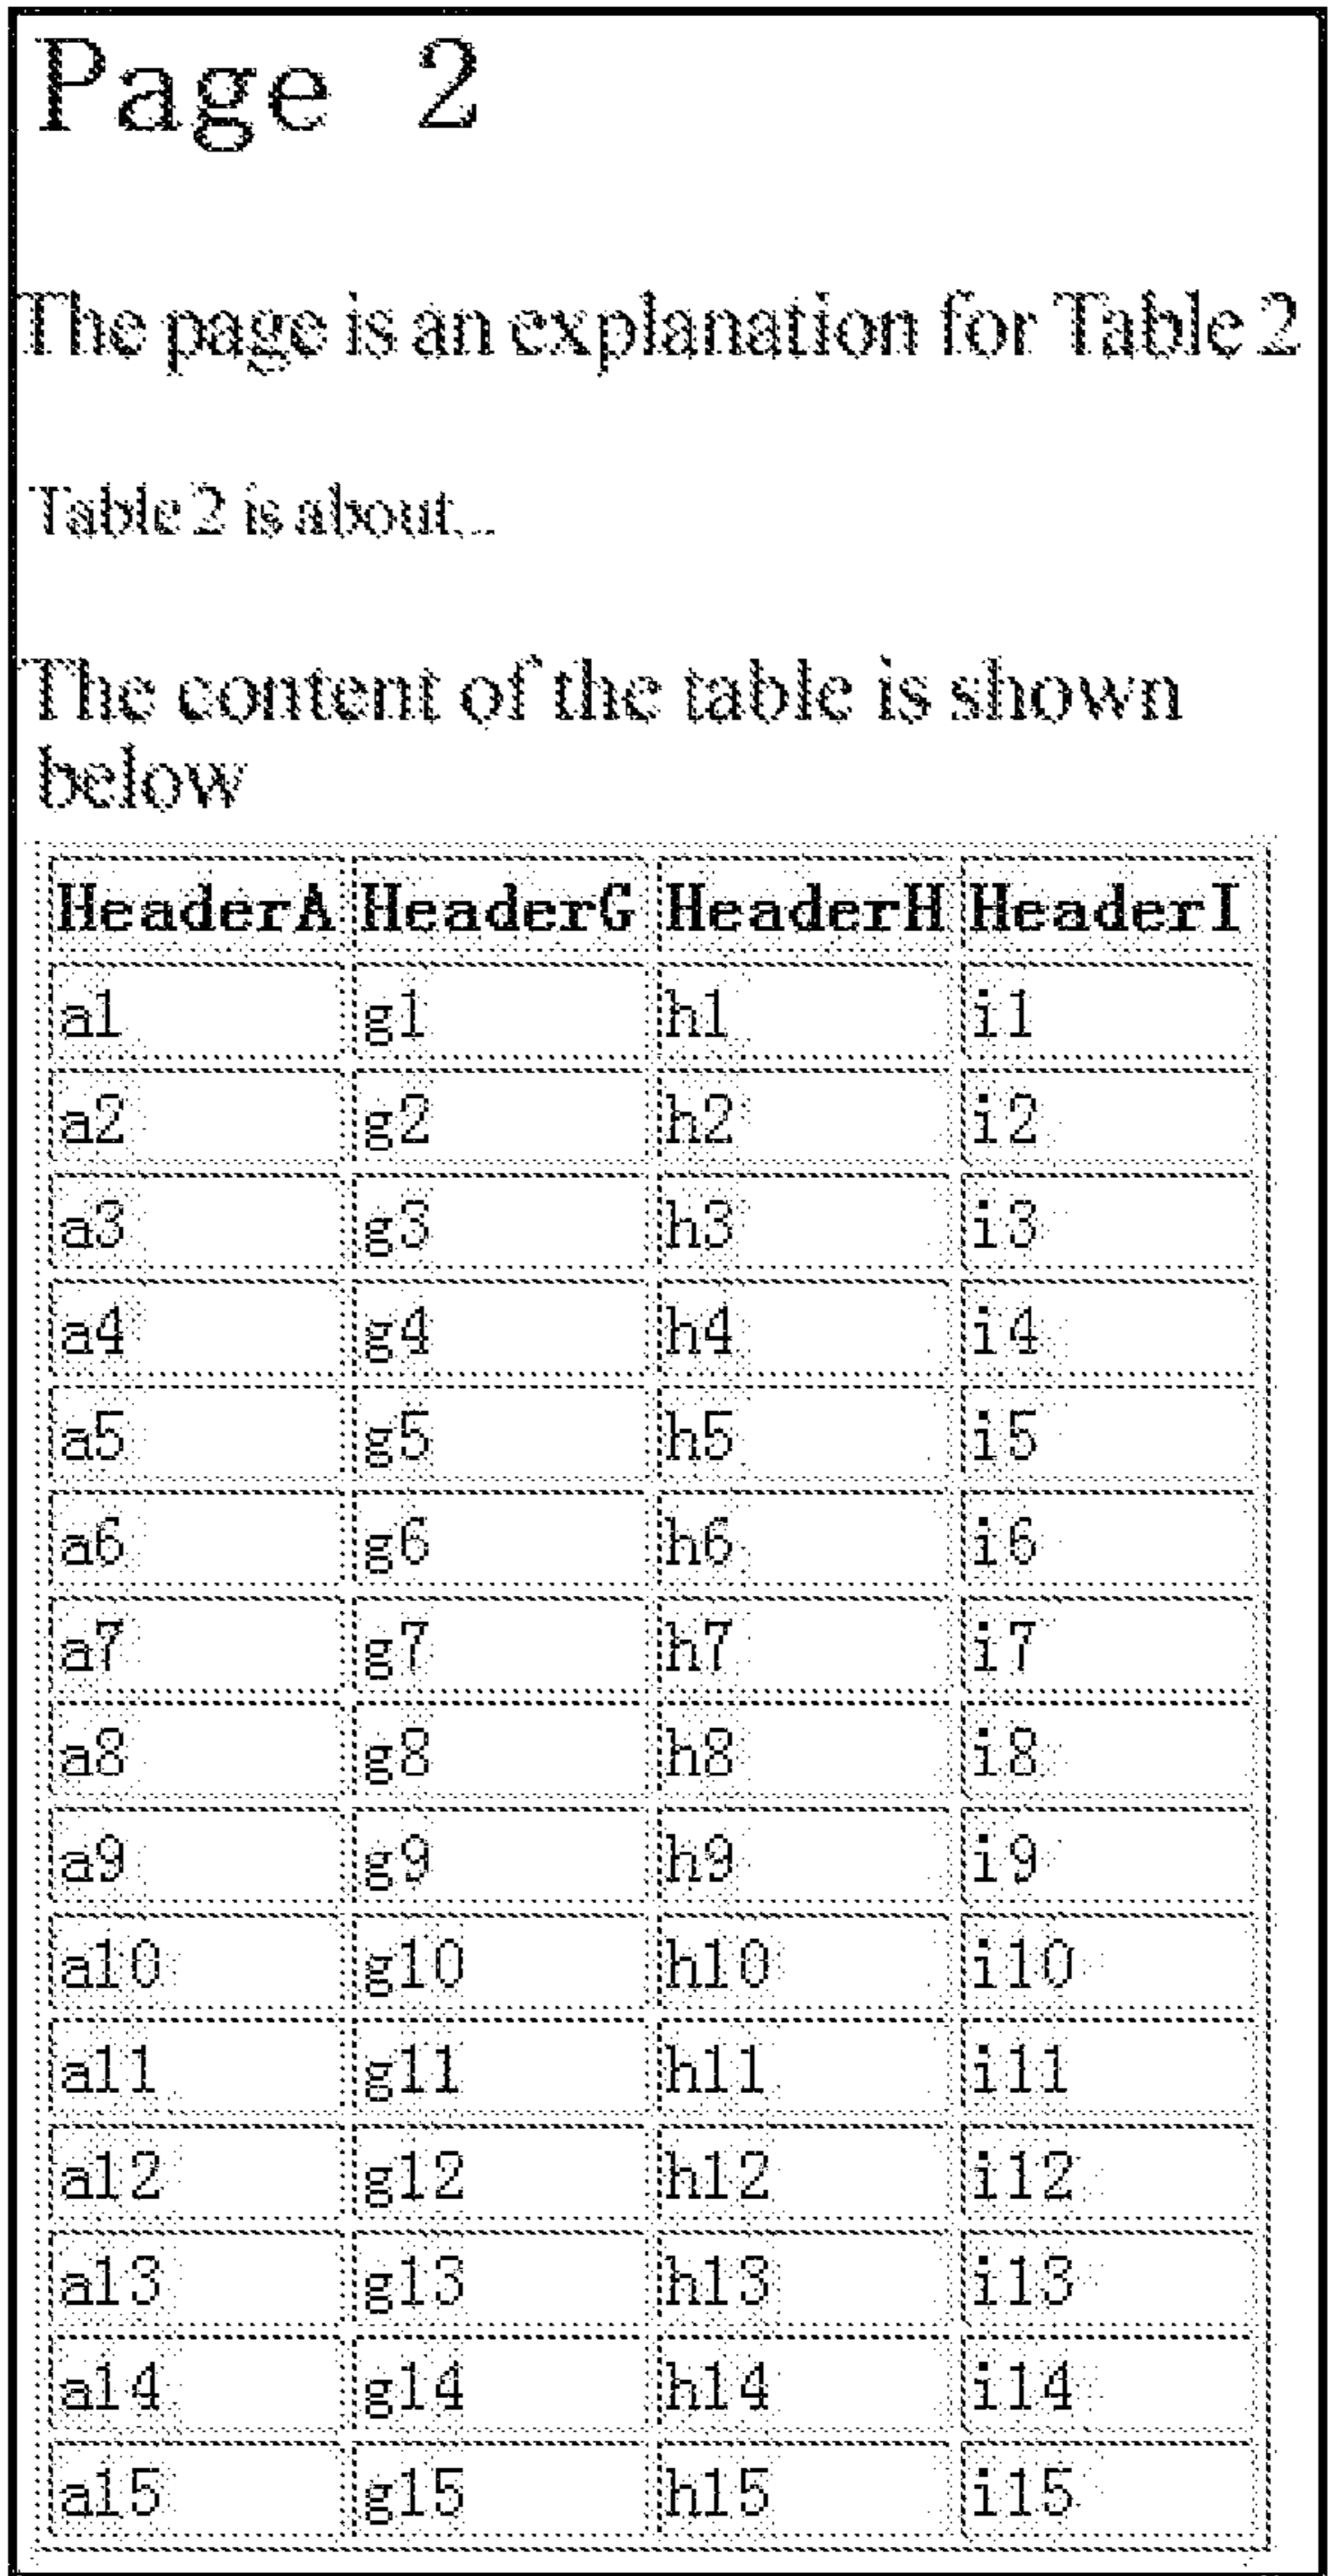 Page 2
The page is an explanation for Table 2
Table 2 is about...
The content of the table is shown
below
HeaderA HeaderG HeaderH HeaderI
a1 g1 h1 i1
a2 g2 h2 i2
a3 g3 h3 i3
a4 g4 h4 i4
a5 g5 h5 i5
a6 g6 h6 i6
a7 g7 h7 i7
a8 g8 h8 i8
a9 g9 h9 i9
a10 g10 h10 i10
a11 g11 h11 i11
a12 g12 h12 i12
a13 g13 h13 i13
a14 g14 h14 i14
a15 g15 h15 i15